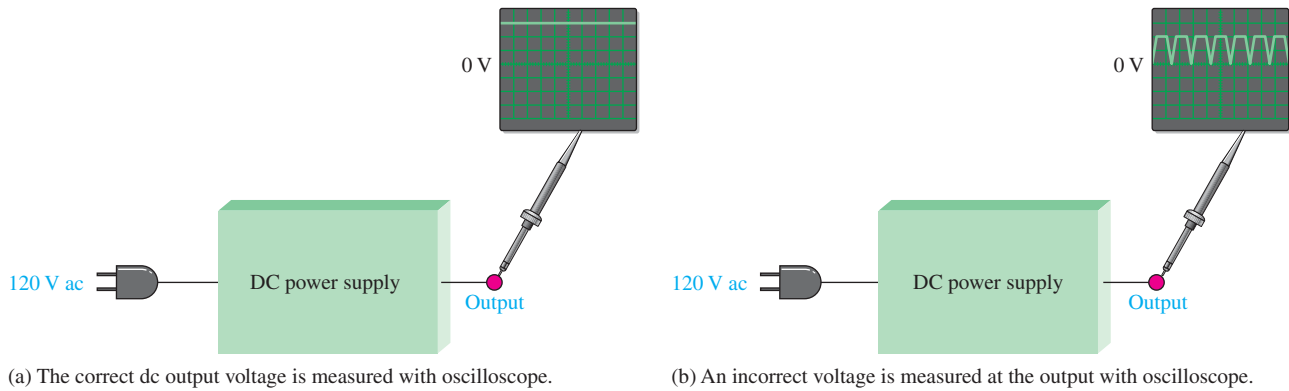 0 V
120 V ac
DC power supply
Output
(a) The correct dc output voltage is measured with oscilloscope.
0 V
120 V ac
DC power supply
Output
(b) An incorrect voltage is measured at the output with oscilloscope.